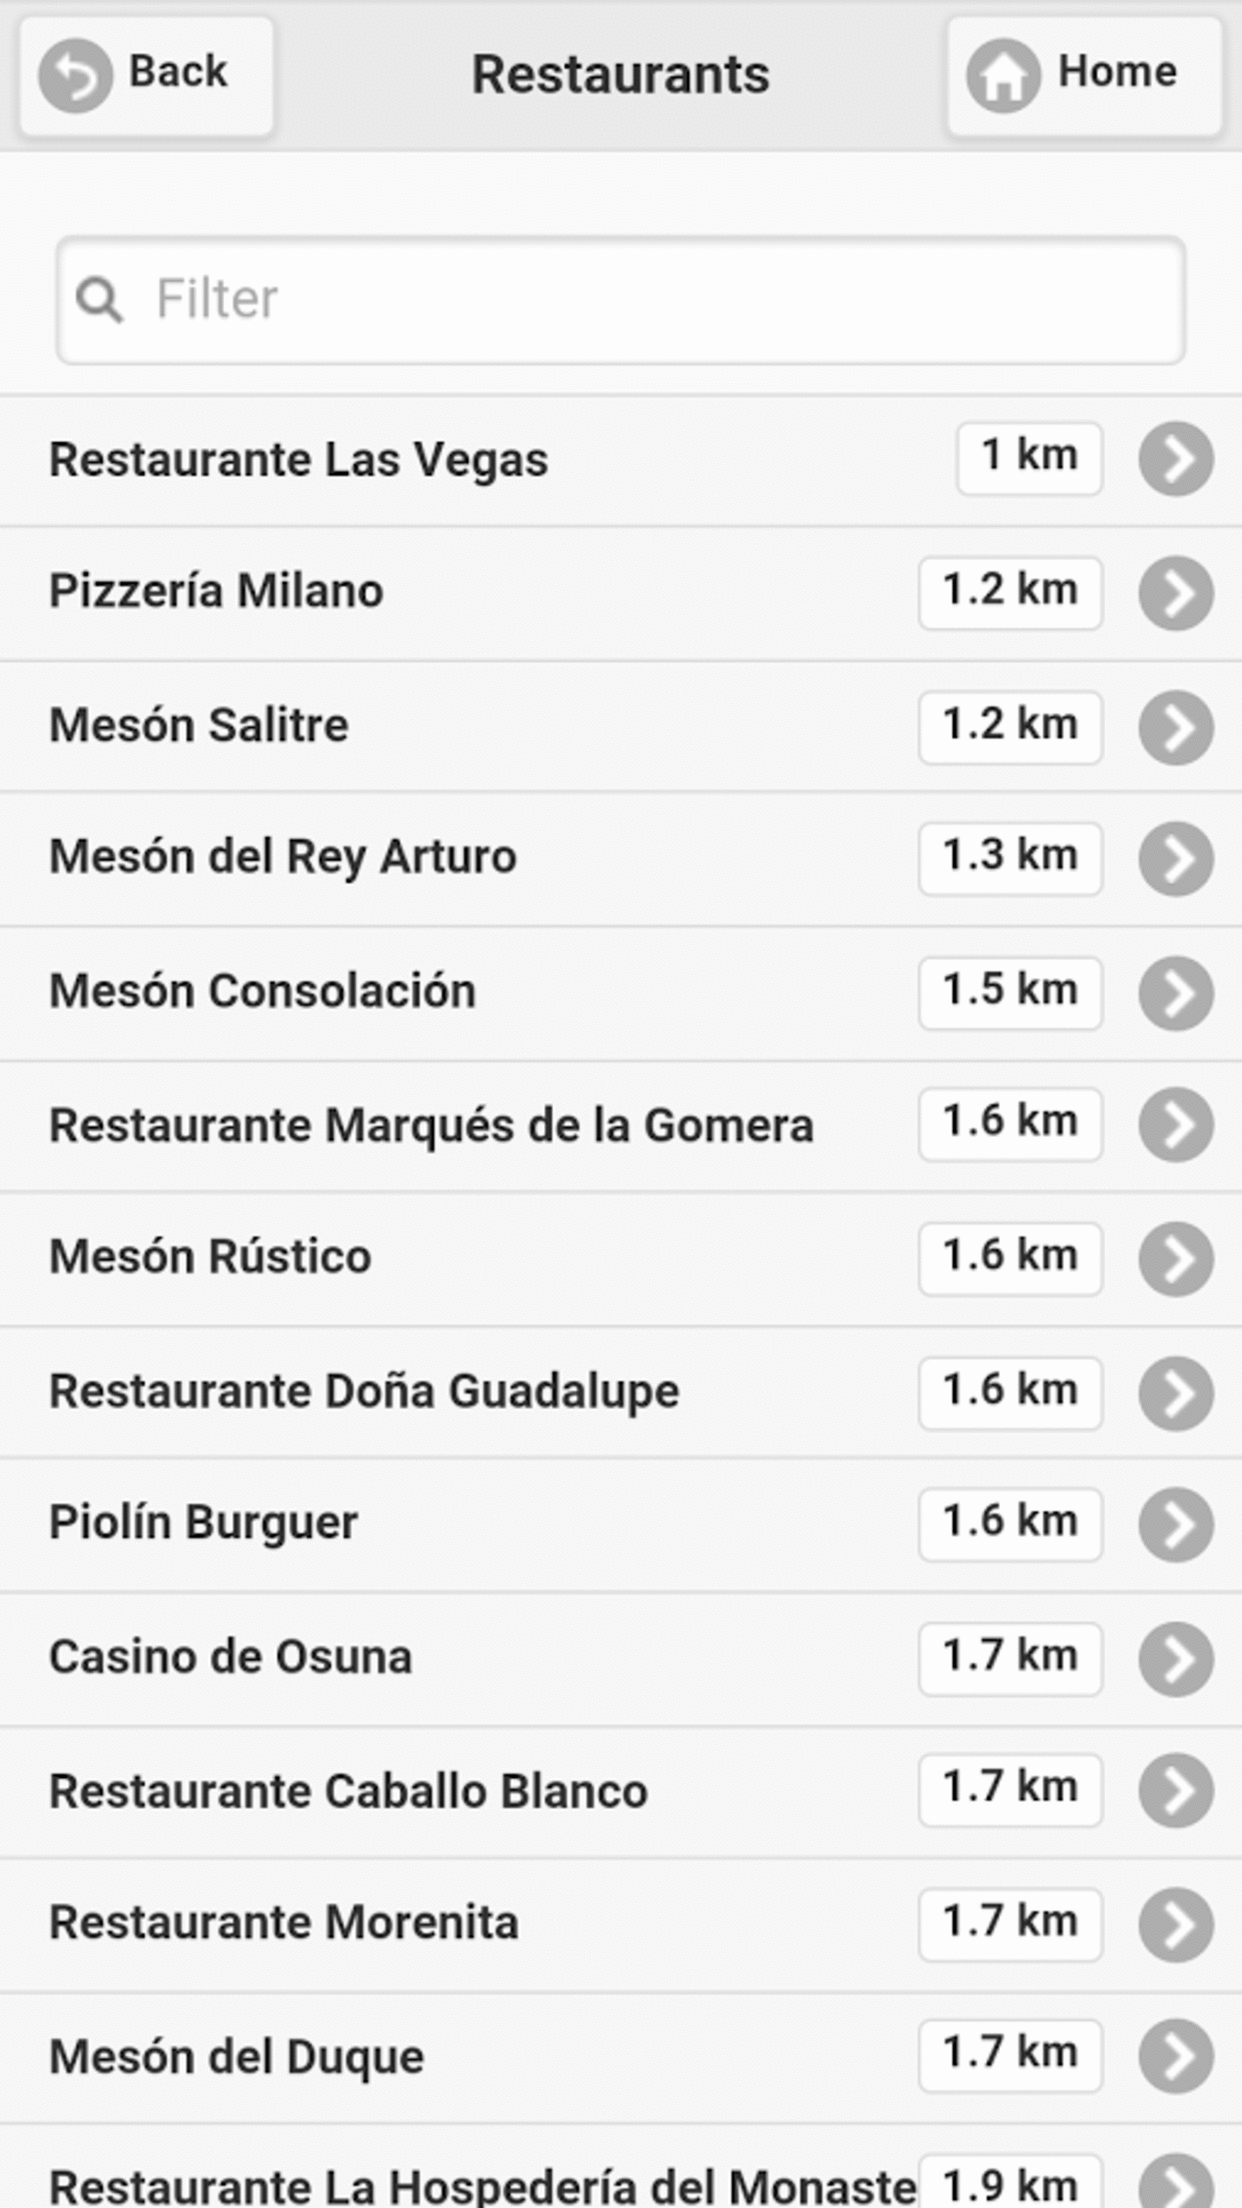 Back
Restaurants
Home
Filter
Restaurante Las Vegas 1 km
Pizzería Milano 1.2 km
Mesón Salitre 1.2 km
Mesón del Rey Arturo 1.3 km
Mesón Consolación 1.5 km
Restaurante Marqués de la Gomera 1.6 km
Mesón Rústico 1.6 km
Restaurante Doña Guadalupe 1.6 km
Piolín Burguer 1.6 km
Casino de Osuna 1.7 km
Restaurante Caballo Blanco 1.7 km
Restaurante Morenita 1.7 km
Mesón del Duque 1.7 km
Restaurante La Hospedería del Monaste 1.9 km